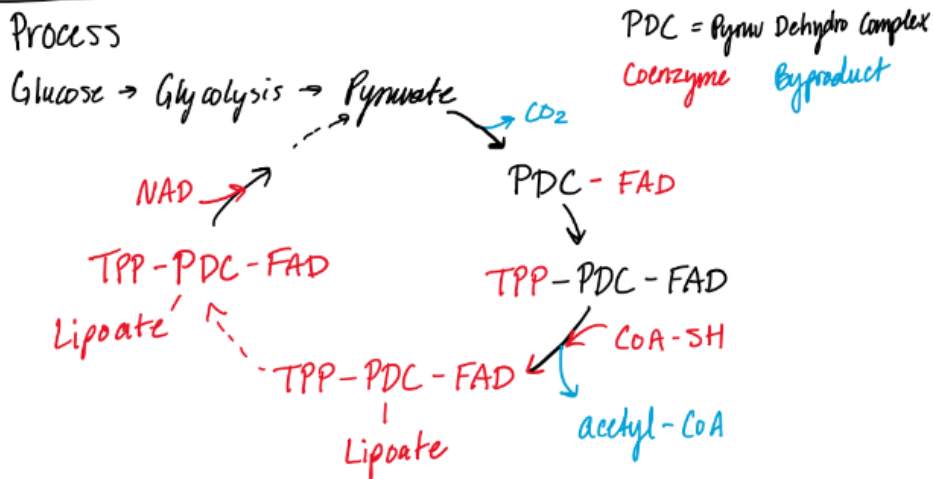 Process
PDC = Pyruv Dehydro Complex
Coenzyme Byproduct
Glucose → Glycolysis → Pyruvate
CO2
NAD
PDC - FAD
TPP - PDC - FAD
Lipoate
TPP - PDC - FAD
CoA-SH
TPP - PDC - FAD
Lipoate
acetyl-CoA